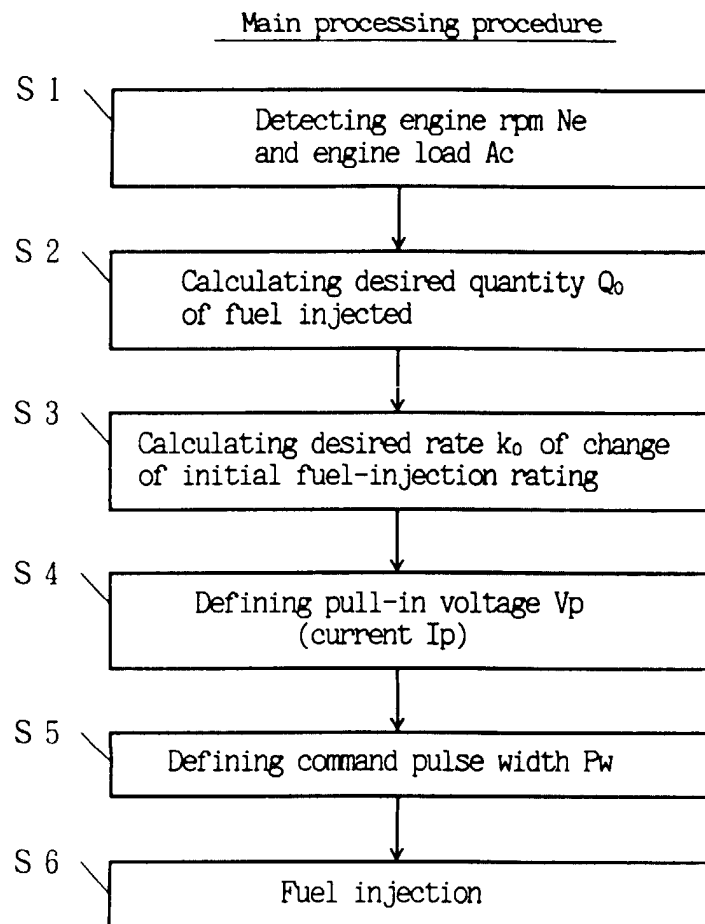 Main processing procedure
S 1
Detecting engine rpm Ne
and engine load Ac
S 2
Calculating desired quantity Q₀
of fuel injected
S 3
Calculating desired rate k₀ of change
of initial fuel-injection rating
S 4
Defining pull-in voltage Vp
(current Ip)
S 5
Defining command pulse width Pw
S 6
Fuel injection